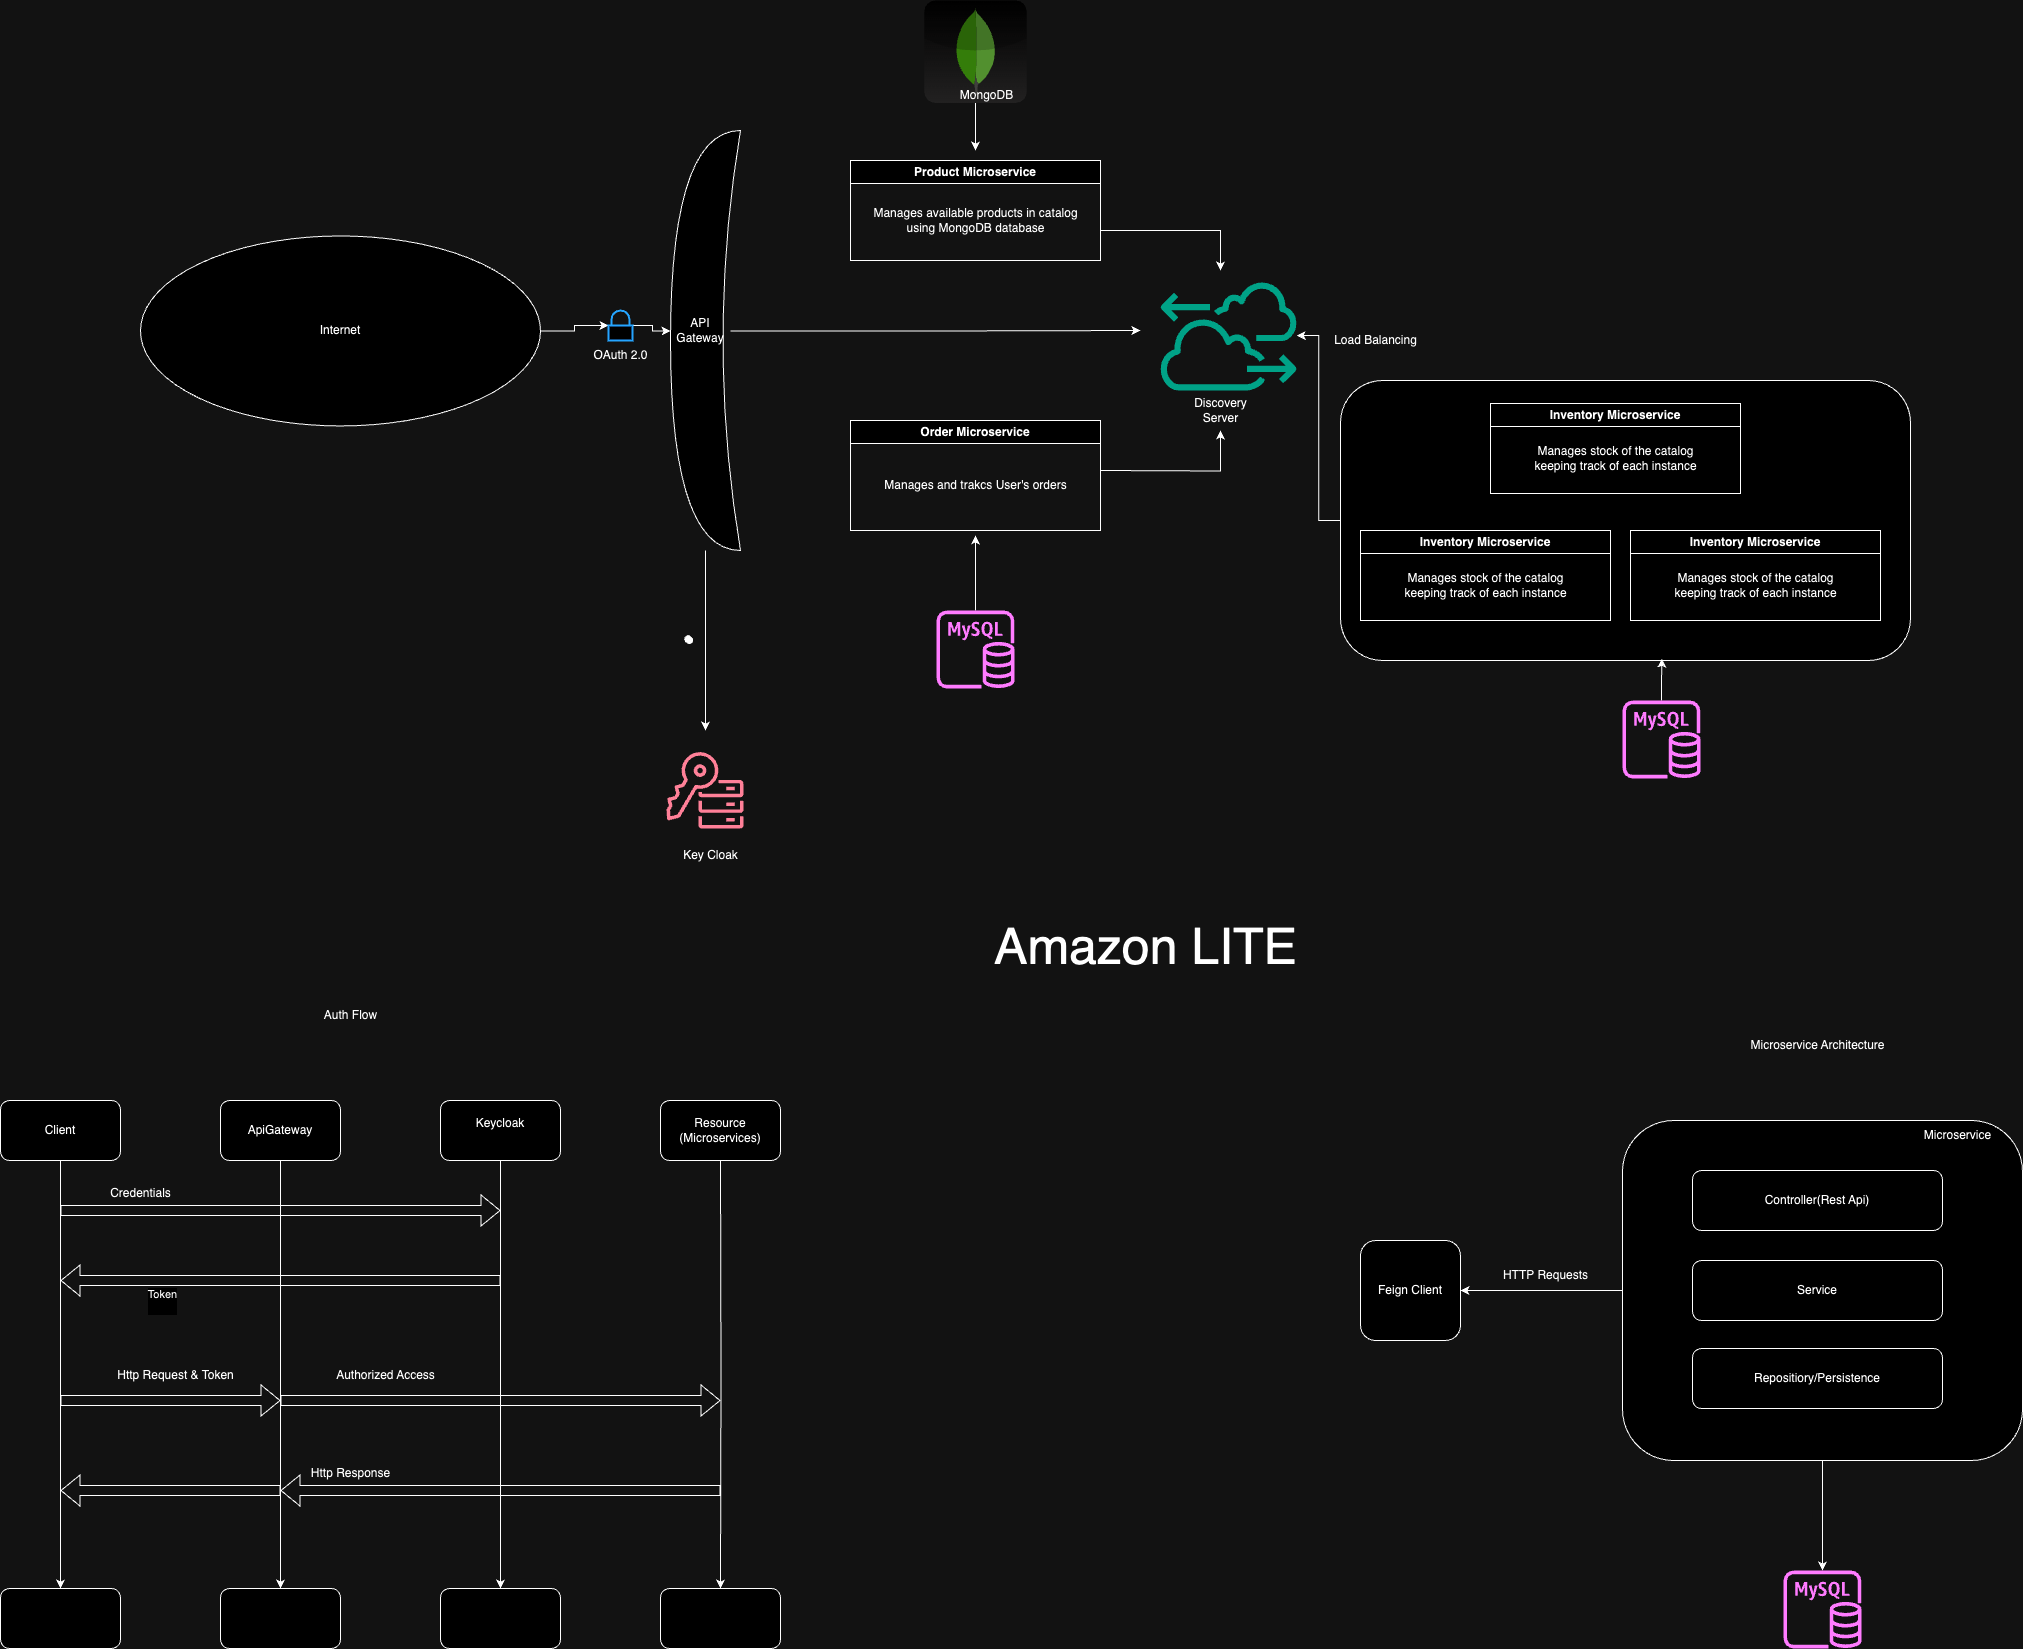 MongoDB
Product Microservice
Manages available products in catalog
using MongoDB database
Internet
OAuth 2.0
API
Gateway
Load Balancing
Discovery
Server
Order Microservice
Manages and trakcs User's orders
Inventory Microservice
Manages stock of the catalog
keeping track of each instance
Inventory Microservice
Manages stock of the catalog
keeping track of each instance
Inventory Microservice
Manages stock of the catalog
keeping track of each instance
MySQL
MySQL
Key Cloak
Amazon LITE
Auth Flow
Client
ApiGateway
Keycloak
Resource
(Microservices)
Credentials
Token
Http Request & Token
Authorized Access
Http Response
Microservice Architecture
Microservice
Controller(Rest Api)
Service
Repositiory/Persistence
HTTP Requests
Feign Client
MySQL